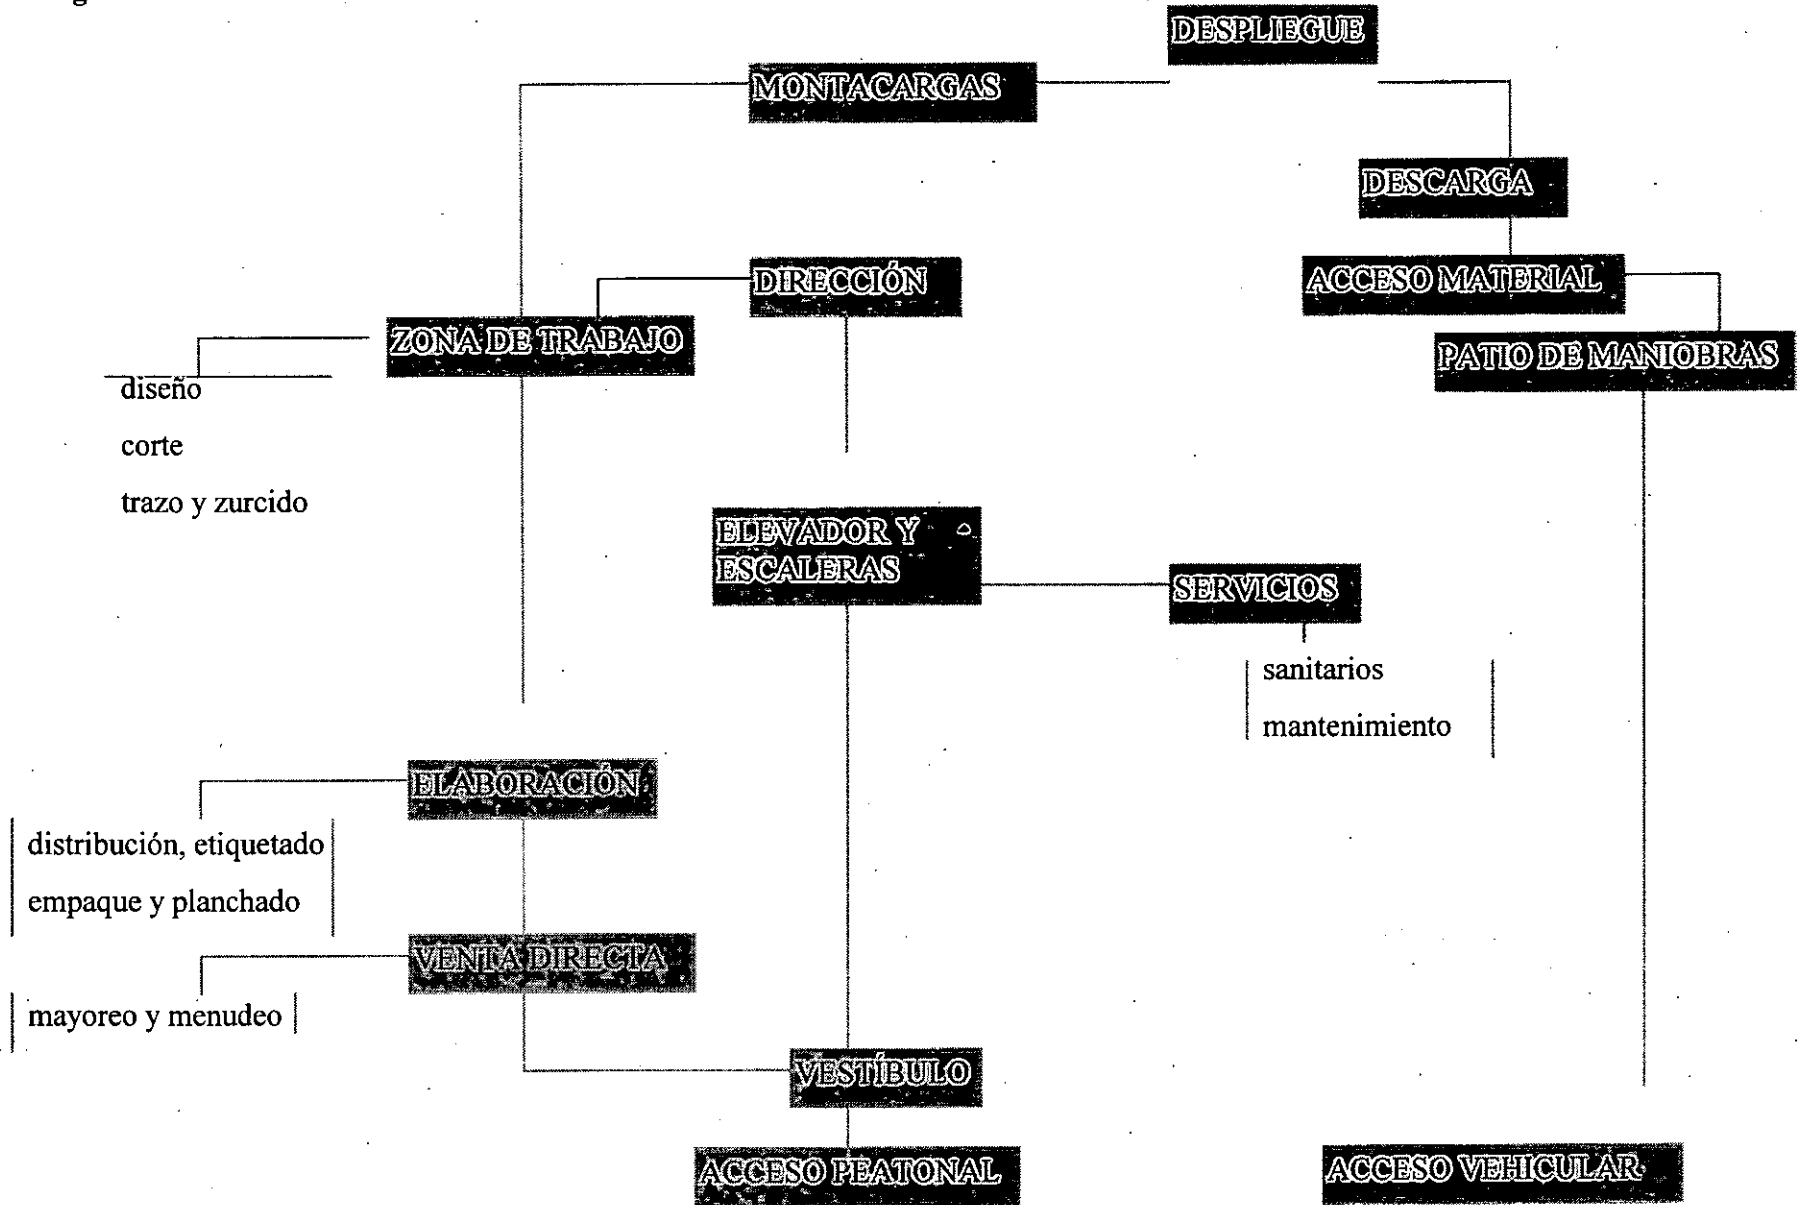 DESPLIEGUE
MONTACARGAS
DESCARGA
DIRECCIÓN
ACCESO MATERIAL
ZONA DE TRABAJO
PATIO DE MANIOBRAS
diseño
corte
trazo y zurcido
ELEVADOR Y
ESCALERAS
SERVICIOS
sanitarios
mantenimiento
ELABORACIÓN
distribución, etiquetado
empaque y planchado
VENTA DIRECTA
mayoreo y menudeo
VESTÍBULO
ACCESO PEATONAL
ACCESO VEHICULAR